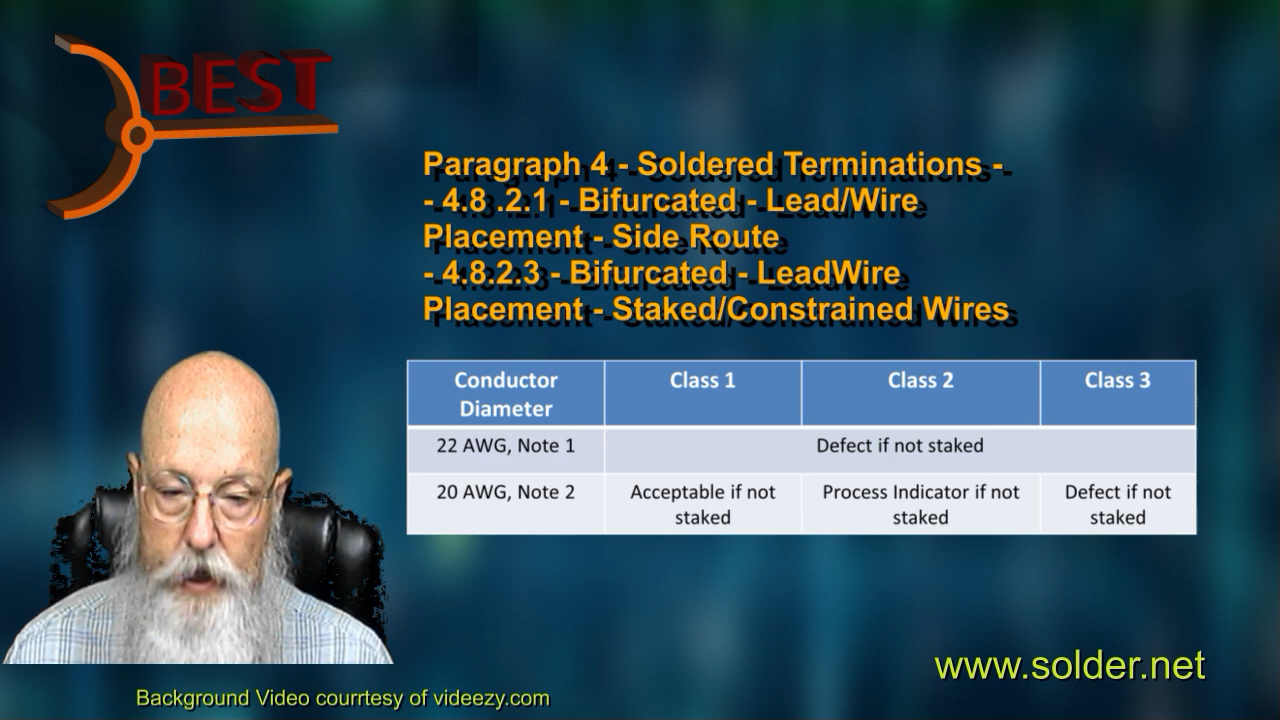 BEST
Paragraph 4 - Soldered Terminations -
- 4.8 .2.1 - Bifurcated - Lead/Wire
Placement - Side Route
- 4.8.2.3 - Bifurcated - LeadWire
Placement - Staked/Constrained Wires
Conductor Diameter Class 1 Class 2 Class 3
22 AWG, Note 1 Defect if not staked
20 AWG, Note 2 Acceptable if not staked Process Indicator if not staked Defect if not staked
www.solder.net
Background Video courrtesy of videezy.com